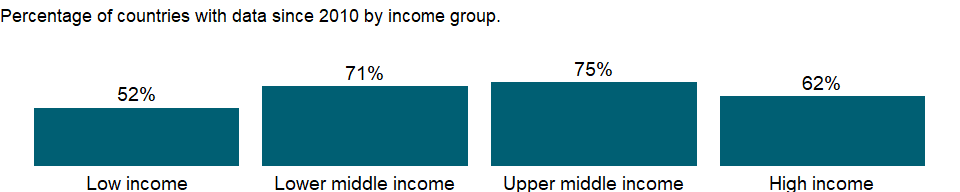 Percentage of countries with data since 2010 by income group.
52%
71%
75%
62%
Low income
Lower middle income
Upper middle income
High income